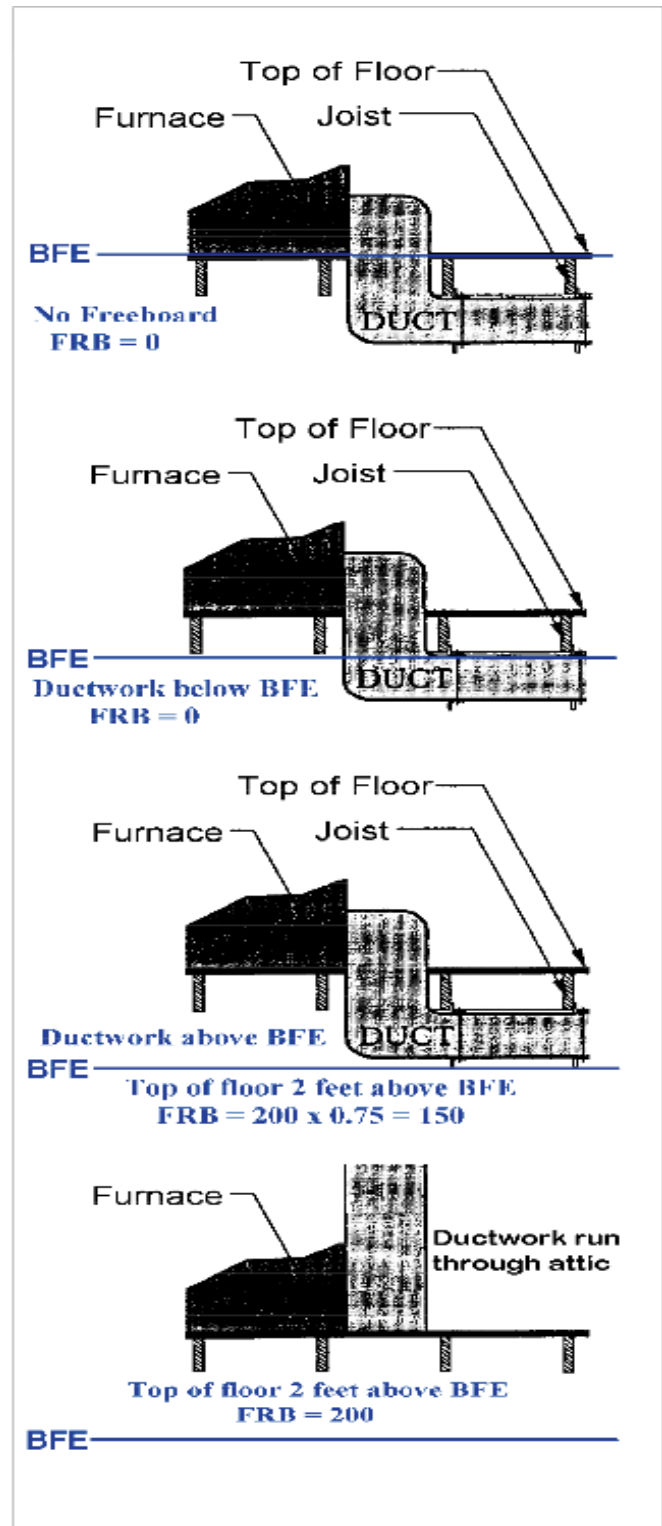 Top of Floor
Furnace
Joist
BFE
No Freeboard
FRB = 0
DUCT
Top of Floor
Furnace
Joist
BFE
Ductwork below BFE
FRB = 0
DUCT
Top of Floor
Furnace
Joist
Ductwork above BFE
DUCT
BFE
Top of floor 2 feet above BFE
FRB = 200 x 0.75 = 150
Furnace
Ductwork run
through attic
Top of floor 2 feet above BFE
FRB = 200
BFE